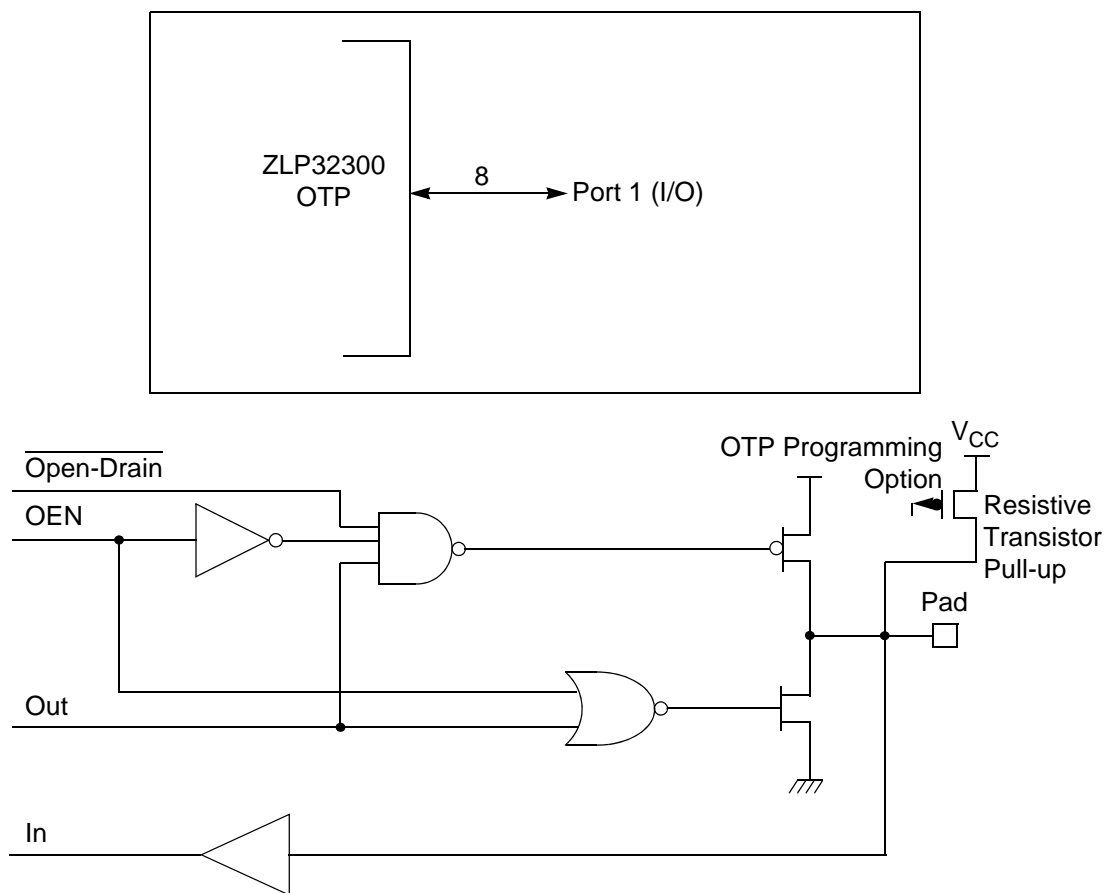 ZLP32300
OTP
8
Port 1 (I/O)
Open-Drain
OEN
Out
In
OTP Programming
Option
VCC
Resistive
Transistor
Pull-up
Pad